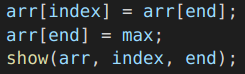 arr[index] = arr[end];
arr[end] = max;
show(arr, index, end);